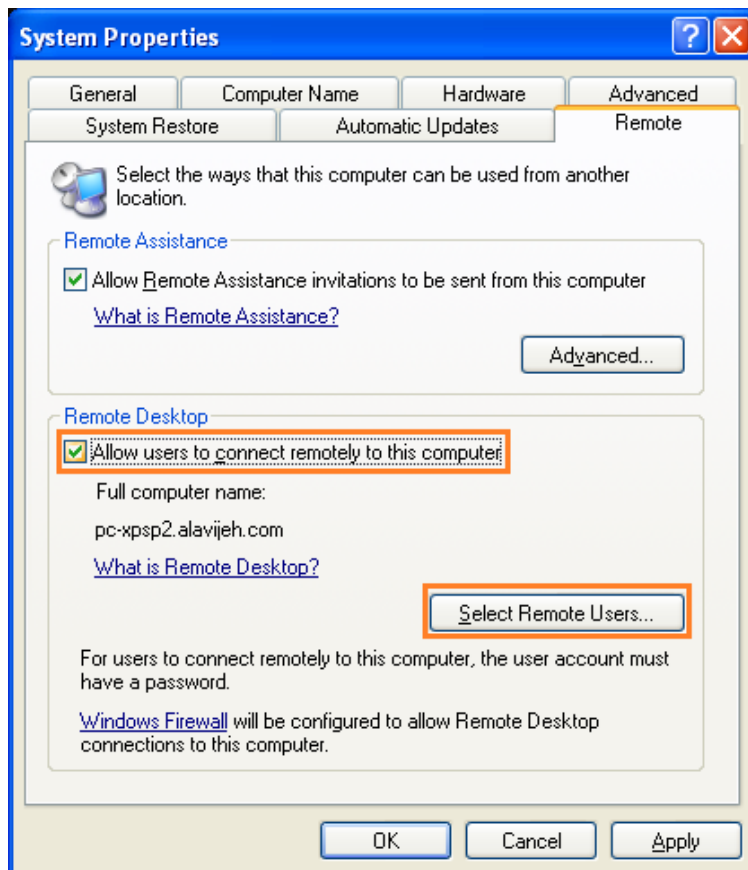 System Properties
General
Computer Name
Hardware
Advanced
System Restore
Automatic Updates
Remote
Select the ways that this computer can be used from another
location.
Remote Assistance
Allow Remote Assistance invitations to be sent from this computer
What is Remote Assistance?
Advanced...
Remote Desktop
Allow users to connect remotely to this computer
Full computer name:
pc-xpsp2.alavijeh.com
What is Remote Desktop?
Select Remote Users...
For users to connect remotely to this computer, the user account must
have a password.
Windows Firewall will be configured to allow Remote Desktop
connections to this computer.
OK
Cancel
Apply